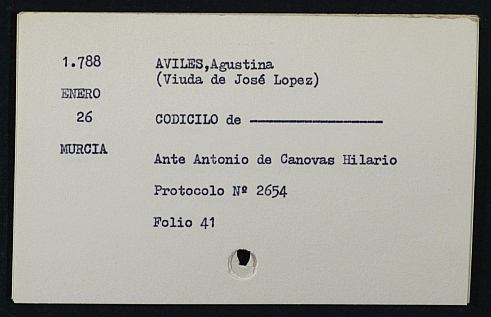 1.788
ENERO
26
MURCIA
AVILES,Agustina
(Viuda de José Lopez)
CODICILO de ————————
Ante Antonio de Canovas Hilario
Protocolo Nº 2654
Folio 41